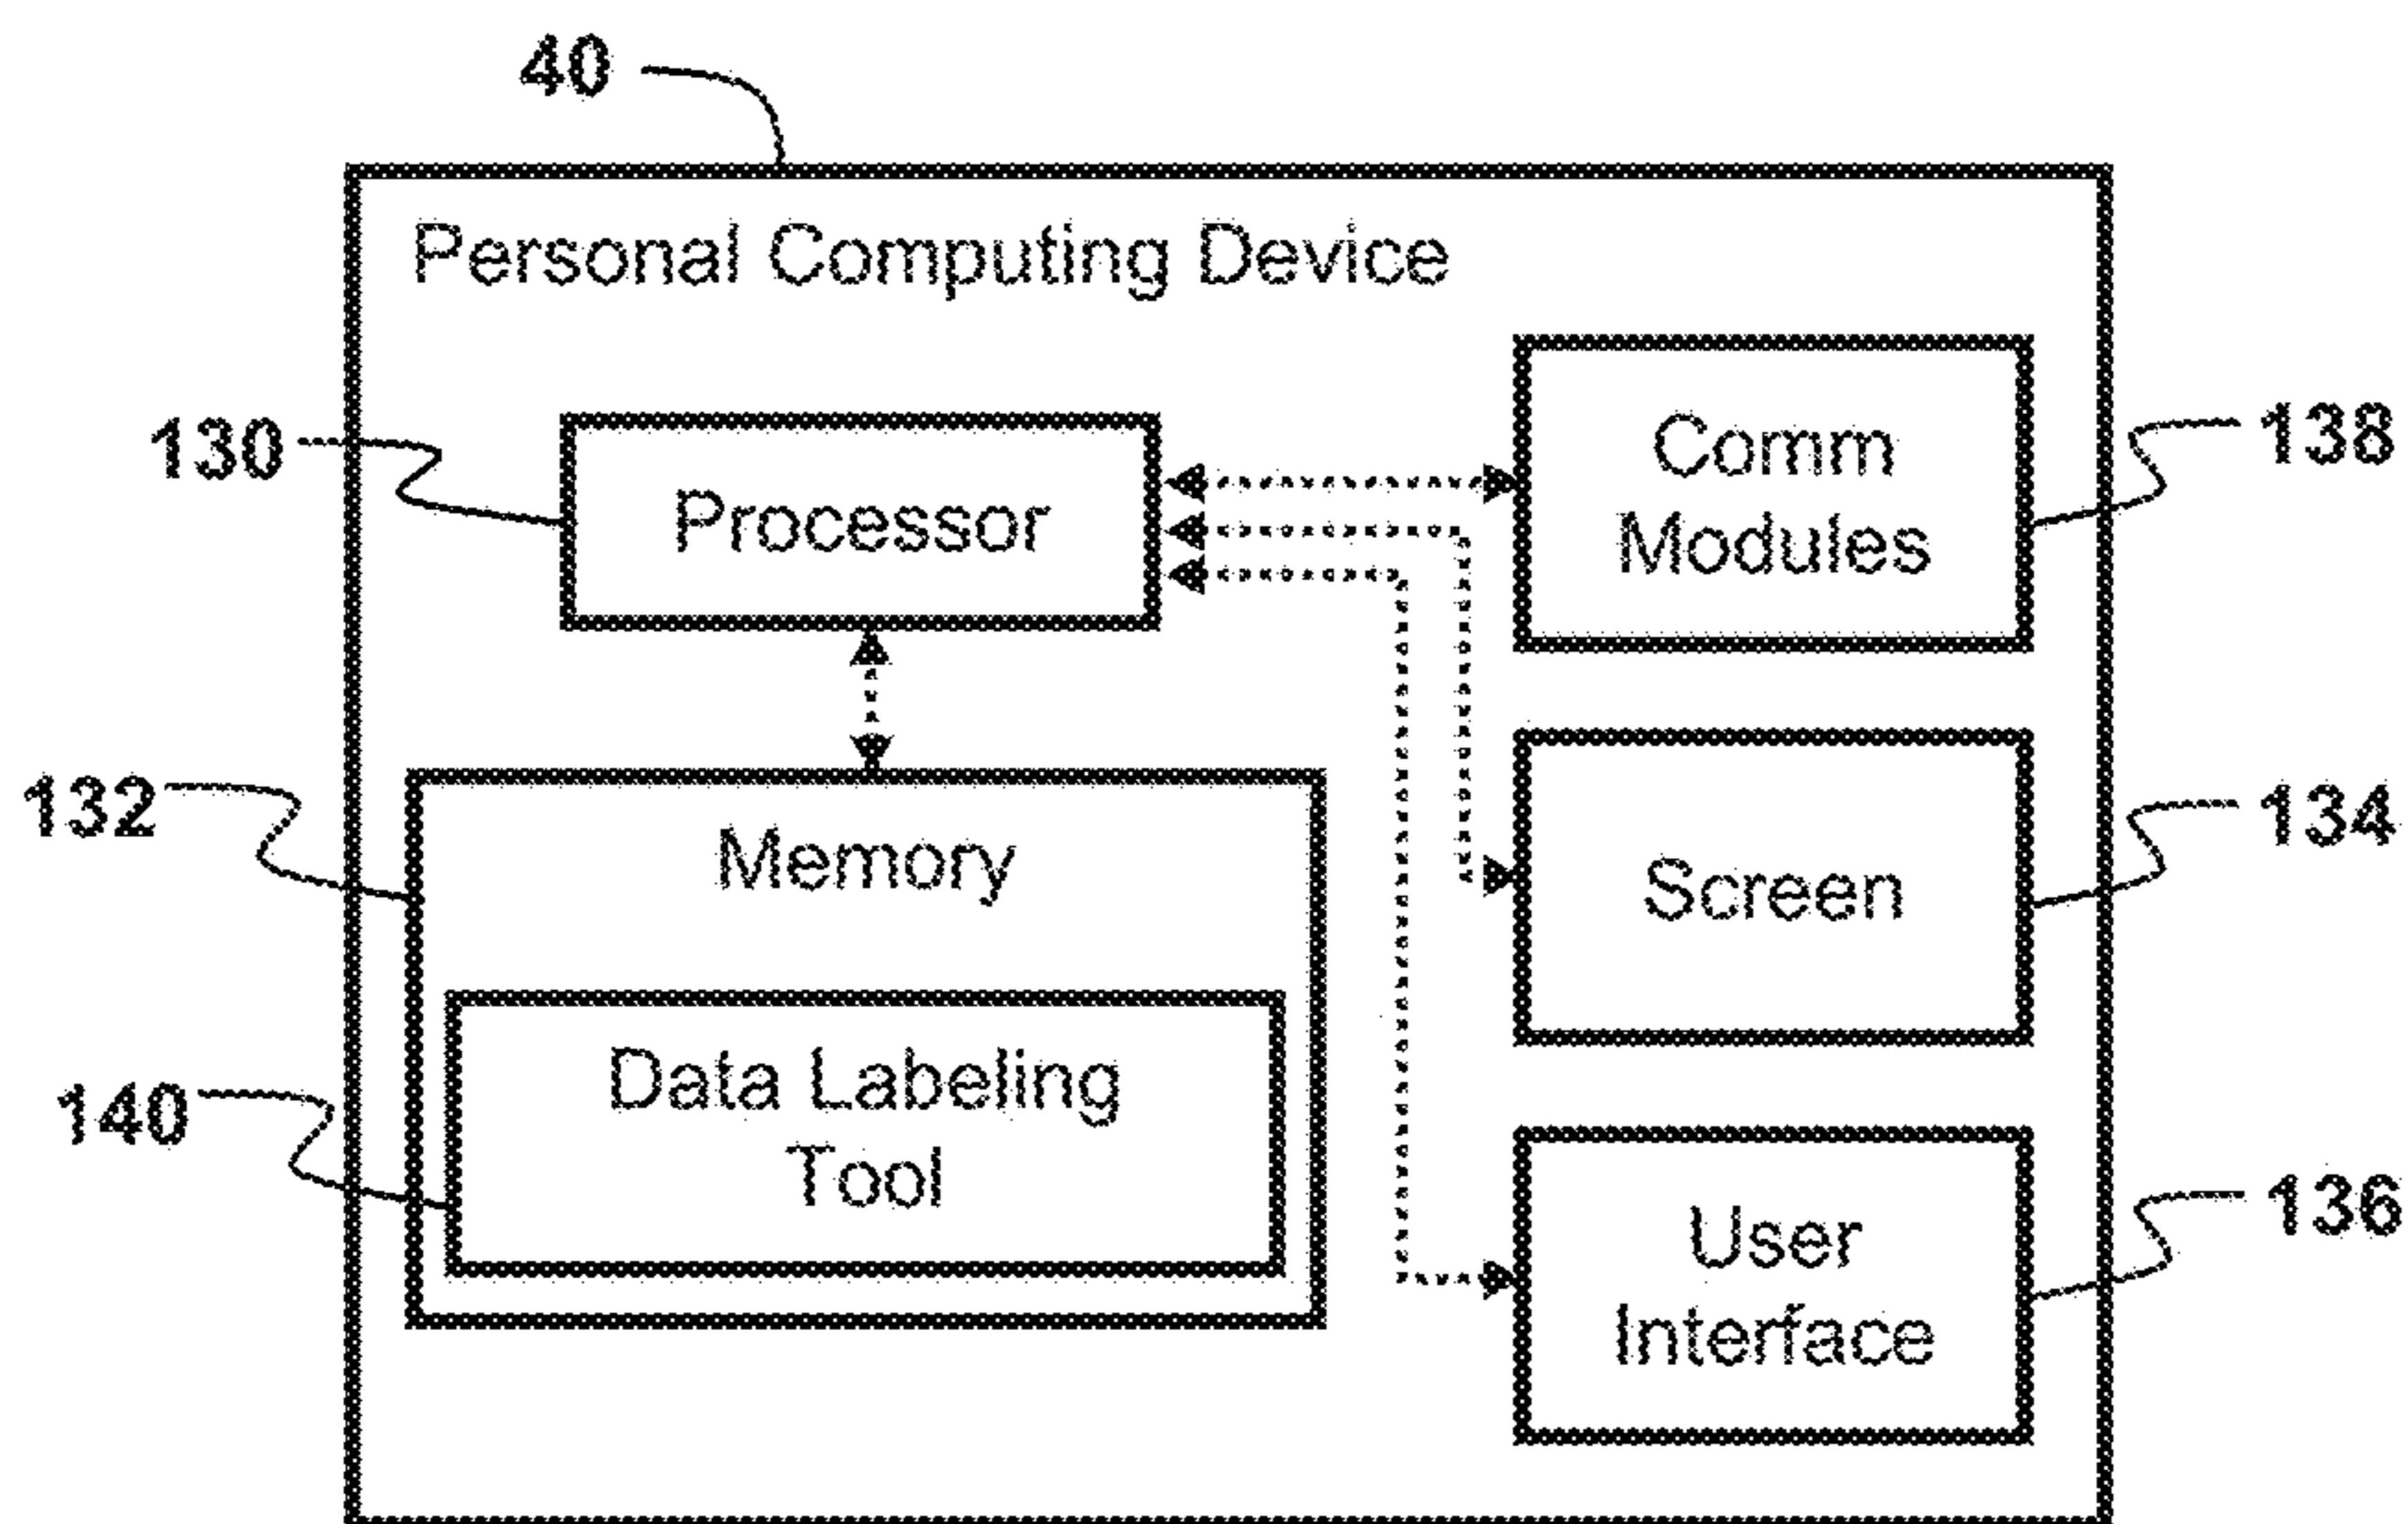 40
Personal Computing Device
130
Processor
Comm
Modules
138
132
Memory
Screen
134
140
Data Labeling
Tool
User
Interface
136